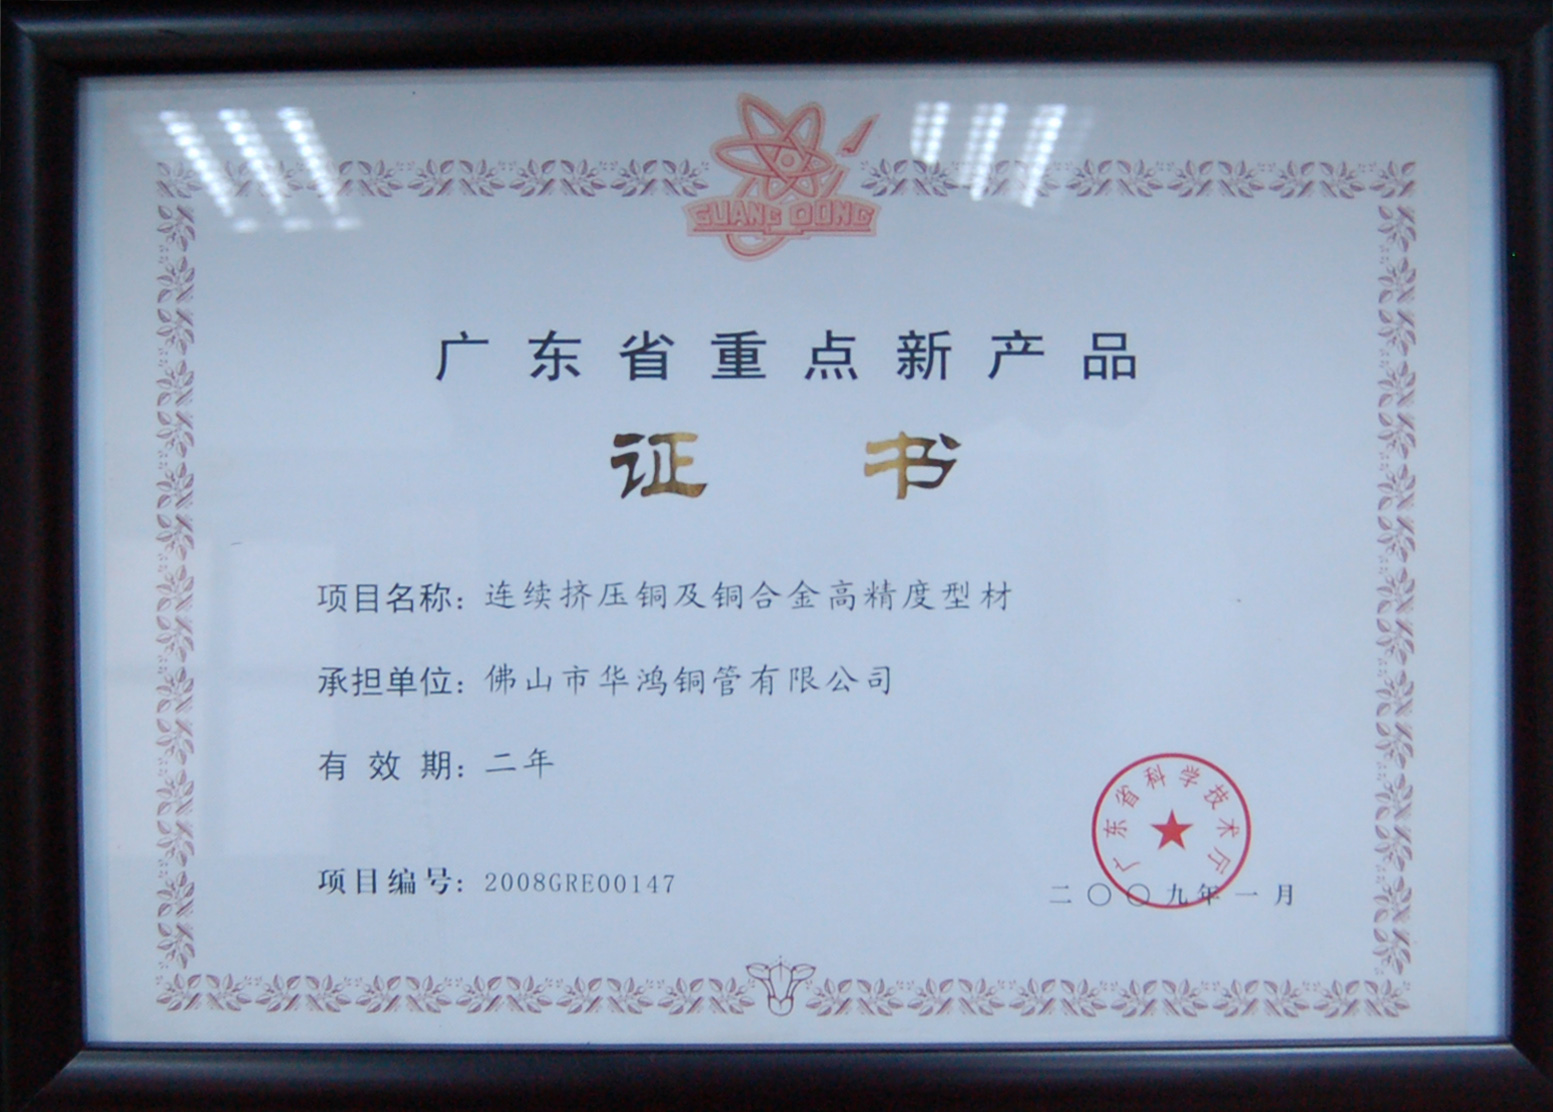 GUANG DONG
广东省重点新产品
证书
项目名称：连续挤压铜及铜合金高精度型材
承担单位：佛山市华鸿铜管有限公司
有效期：二年
项目编号：2008GRE00147
广东省科学技术厅
二〇〇九年一月